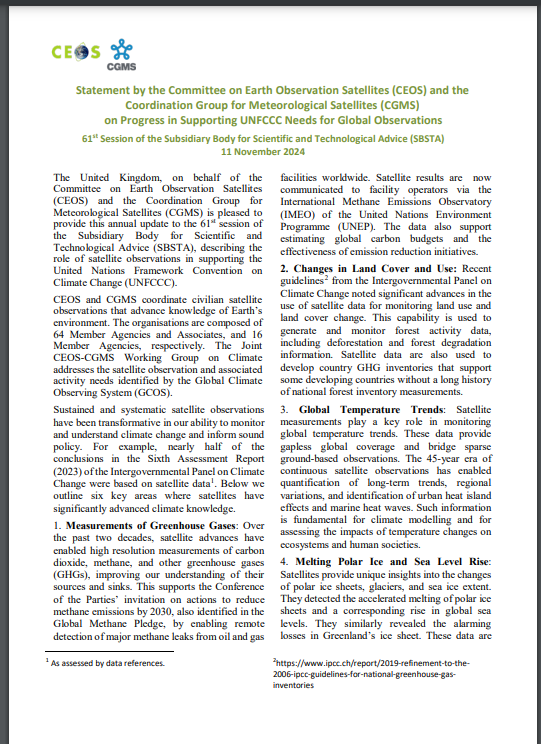 CEOS
CGMS
Statement by the Committee on Earth Observation Satellites (CEOS) and the
Coordination Group for Meteorological Satellites (CGMS)
on Progress in Supporting UNFCCC Needs for Global Observations
61st Session of the Subsidiary Body for Scientific and Technological Advice (SBSTA)
11 November 2024
The United Kingdom, on behalf of the
Committee on Earth Observation Satellites
(CEOS) and the Coordination Group for
Meteorological Satellites (CGMS) is pleased to
provide this annual update to the 61st session of
the Subsidiary Body for Scientific and
Technological Advice (SBSTA), describing the
role of satellite observations in supporting the
United Nations Framework Convention on
Climate Change (UNFCCC).
CEOS and CGMS coordinate civilian satellite
observations that advance knowledge of Earth's
environment. The organisations are composed of
64 Member Agencies and Associates, and 16
Member Agencies, respectively. The Joint
CEOS-CGMS Working Group on Climate
addresses the satellite observation and associated
activity needs identified by the Global Climate
Observing System (GCOS).
Sustained and systematic satellite observations
have been transformative in our ability to monitor
and understand climate change and inform sound
policy. For example, nearly half of the
conclusions in the Sixth Assessment Report
(2023) of the Intergovernmental Panel on Climate
Change were based on satellite data1. Below we
outline six key areas where satellites have
significantly advanced climate knowledge.
1. Measurements of Greenhouse Gases: Over
the past two decades, satellite advances have
enabled high resolution measurements of carbon
dioxide, methane, and other greenhouse gases
(GHGs), improving our understanding of their
sources and sinks. This supports the Conference
of the Parties' invitation on actions to reduce
methane emissions by 2030, also identified in the
Global Methane Pledge, by enabling remote
detection of major methane leaks from oil and gas
1 As assessed by data references.
facilities worldwide. Satellite results are now
communicated to facility operators via the
International Methane Emissions Observatory
(IMEO) of the United Nations Environment
Programme (UNEP). The data also support
estimating global carbon budgets and the
effectiveness of emission reduction initiatives.
2. Changes in Land Cover and Use: Recent
guidelines2 from the Intergovernmental Panel on
Climate Change noted significant advances in the
use of satellite data for monitoring land use and
land cover change. This capability is used to
generate and monitor forest activity data,
including deforestation and forest degradation
information. Satellite data are also used to
develop country GHG inventories that support
some developing countries without a long history
of national forest inventory measurements.
3. Global Temperature Trends: Satellite
measurements play a key role in monitoring
global temperature trends. These data provide
gapless global coverage and bridge sparse
ground-based observations. The 45-year era of
continuous satellite observations has enabled
quantification of long-term trends, regional
variations, and identification of urban heat island
effects and marine heat waves. Such information
is fundamental for climate modelling and for
assessing the impacts of temperature changes on
ecosystems and human societies.
4. Melting Polar Ice and Sea Level Rise:
Satellites provide unique insights into the changes
of polar ice sheets, glaciers, and sea ice extent.
They detected the accelerated melting of polar ice
sheets and a corresponding rise in global sea
levels. They similarly revealed the alarming
losses in Greenland's ice sheet. These data are
2https://www.ipcc.ch/report/2019-refinement-to-the-
2006-ipcc-guidelines-for-national-greenhouse-gas-
inventories